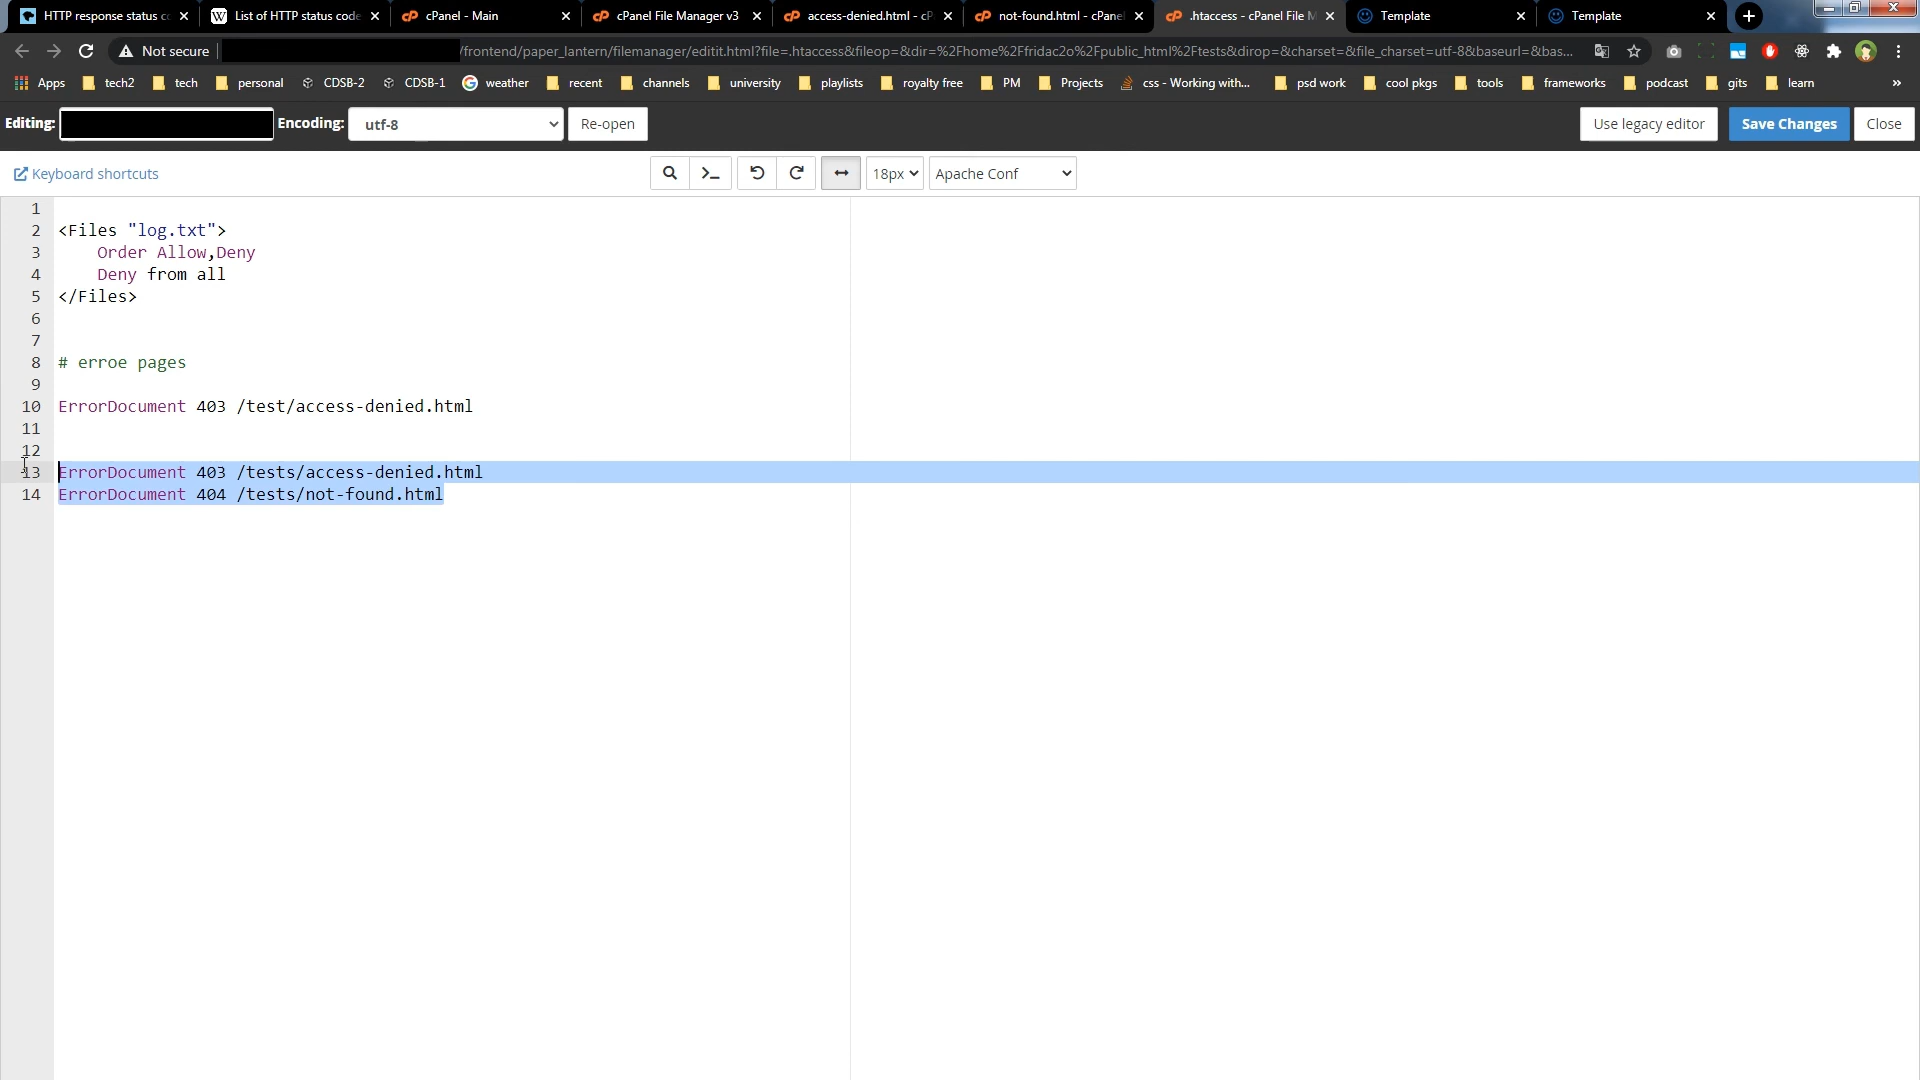 HTTP response status c
List of HTTP status code
cPanel - Main
cPanel File Manager v3
access-denied.html - cP
not-found.html - cPanel
.htaccess - cPanel File M
Template
Template
Not secure
/frontend/paper_lantern/filemanager/editit.html?file=.htaccess&fileop=&dir=%2Fhome%2Ffridac2o%2Fpublic_html%2Ftests&dirop=&charset=&file_charset=utf-8&baseurl=&bas...
Apps
tech2
tech
personal
CDSB-2
CDSB-1
weather
recent
channels
university
playlists
royalty free
PM
Projects
css - Working with...
psd work
cool pkgs
tools
frameworks
podcast
gits
learn
»
Editing:
Encoding:
utf-8
Re-open
Use legacy editor
Save Changes
Close
Keyboard shortcuts
18px
Apache Conf
1
2 <Files "log.txt">
3 Order Allow,Deny
4 Deny from all
5 </Files>
6
7
8 # erroe pages
9
10 ErrorDocument 403 /test/access-denied.html
11
12
13 ErrorDocument 403 /tests/access-denied.html
14 ErrorDocument 404 /tests/not-found.html